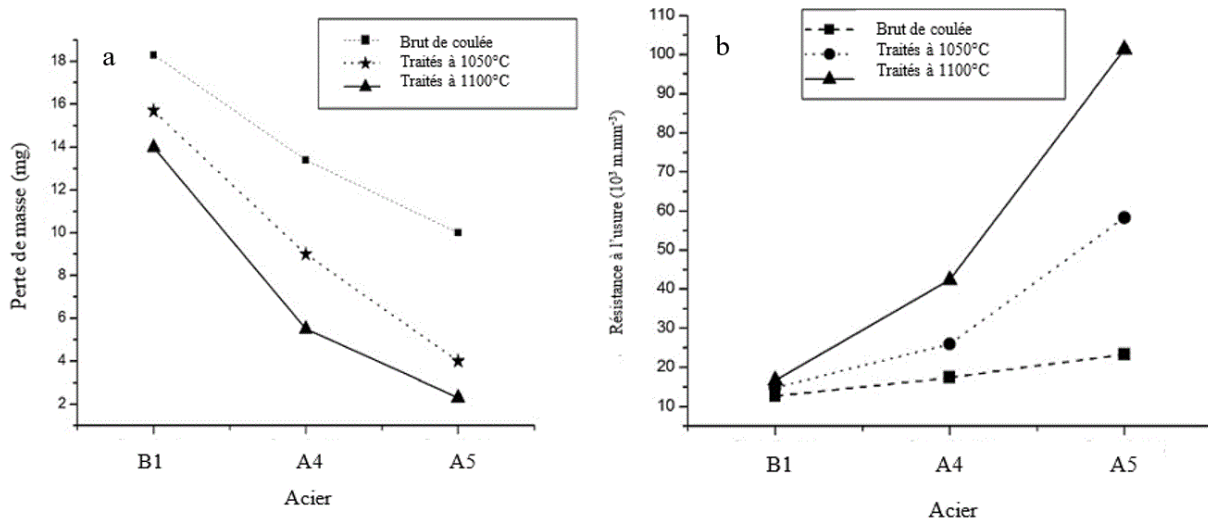 a
Brut de coulée
Traités à 1050°C
Traités à 1100°C
18
16
14
12
10
8
6
4
2
Perte de masse (mg)
B1 A4 A5
Acier
b
Brut de coulée
Traités à 1050°C
Traités à 1100°C
110
100
90
80
70
60
50
40
30
20
10
Résistance à l'usure (10³ m.mm⁻³)
B1 A4 A5
Acier